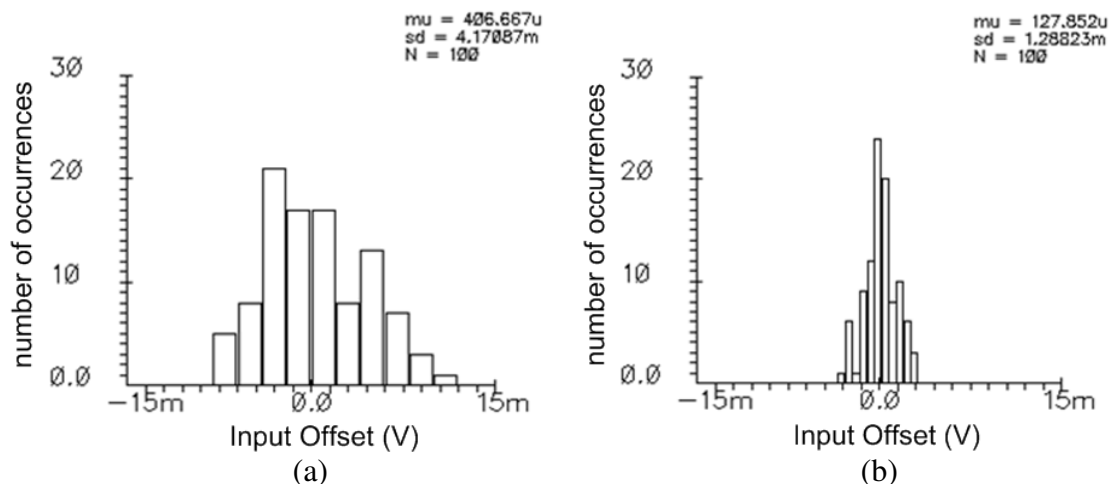 mu = 406.667u
sd = 4.17087m
N = 100
30
20
10
0.0
number of occurrences
-15m
0.0
15m
Input Offset (V)
(a)
mu = 127.852u
sd = 1.28823m
N = 100
30
20
10
0.0
number of occurrences
-15m
0.0
15m
Input Offset (V)
(b)